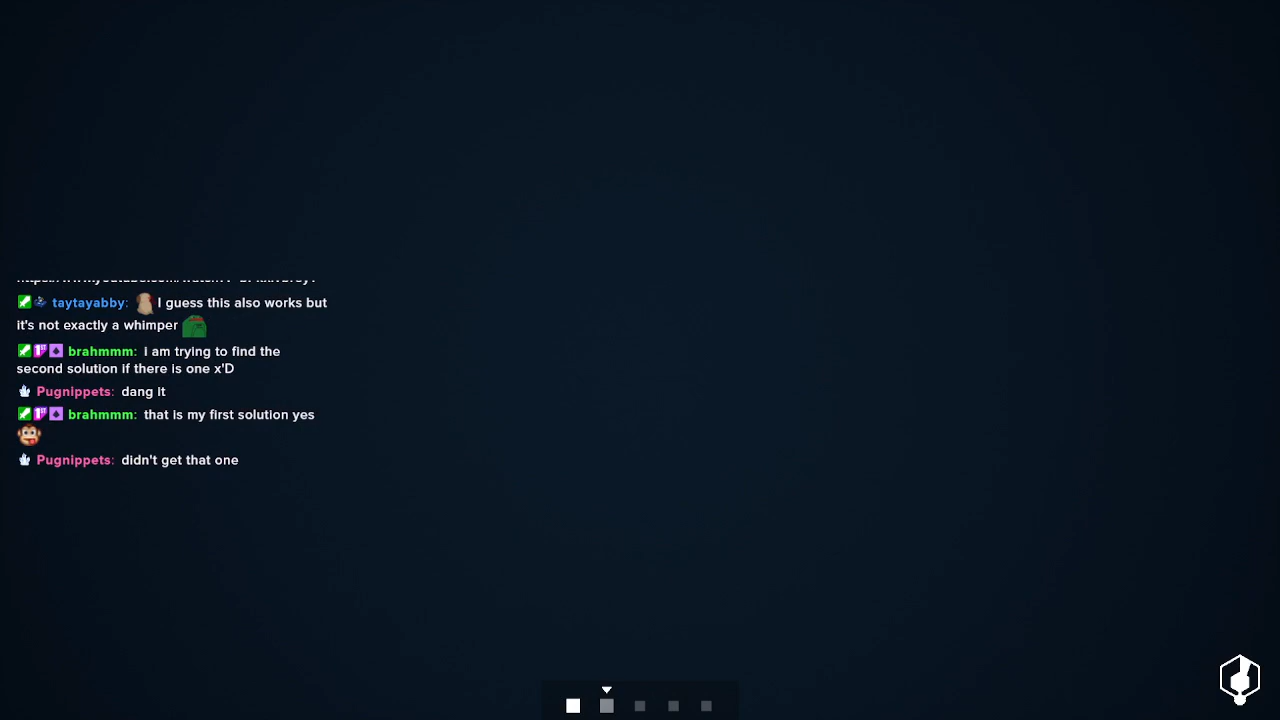 taytayabby: I guess this also works but
it's not exactly a whimper
brahmmm: i am trying to find the
second solution if there is one x'D
Pugnippets: dang it
brahmmm: that is my first solution yes
Pugnippets: didn't get that one